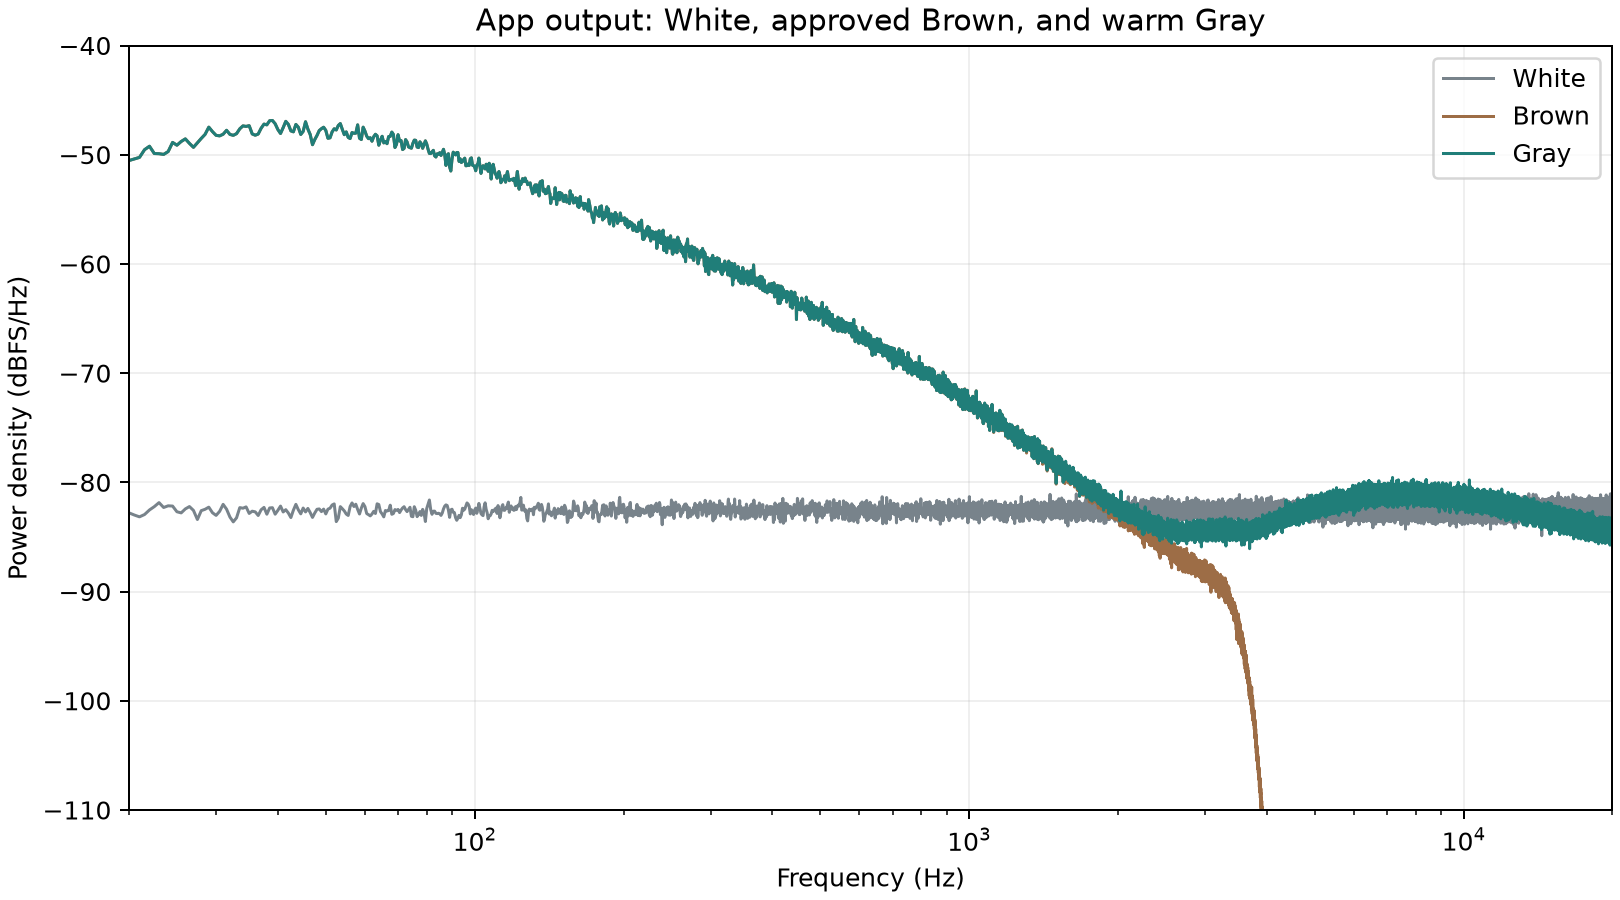 App output: White, approved Brown, and warm Gray
−40
−50
−60
−70
−80
−90
−100
−110
Power density (dBFS/Hz)
White
Brown
Gray
10²
10³
10⁴
Frequency (Hz)